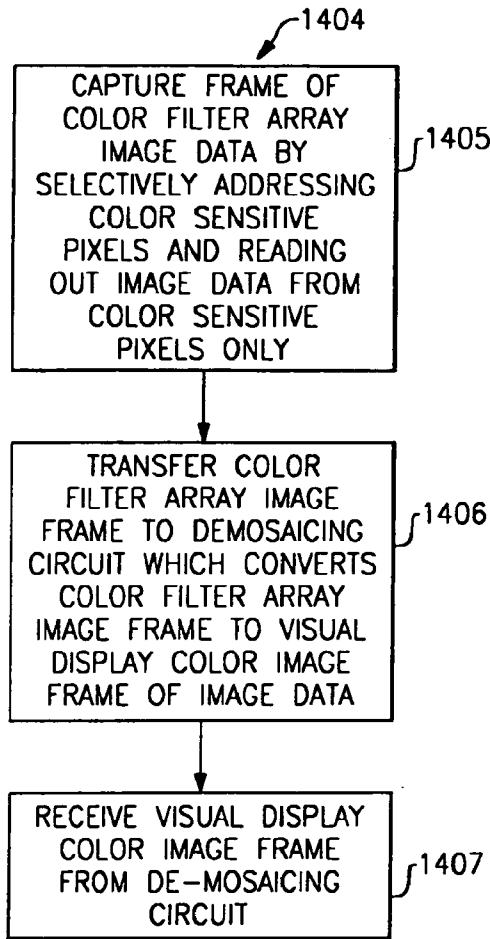 1404
CAPTURE FRAME OF
COLOR FILTER ARRAY
IMAGE DATA BY
SELECTIVELY ADDRESSING
COLOR SENSITIVE
PIXELS AND READING
OUT IMAGE DATA FROM
COLOR SENSITIVE
PIXELS ONLY
1405
TRANSFER COLOR
FILTER ARRAY IMAGE
FRAME TO DEMOSAICING
CIRCUIT WHICH CONVERTS
COLOR FILTER ARRAY
IMAGE FRAME TO VISUAL
DISPLAY COLOR IMAGE
FRAME OF IMAGE DATA
1406
RECEIVE VISUAL DISPLAY
COLOR IMAGE FRAME
FROM DE-MOSAICING
CIRCUIT
1407